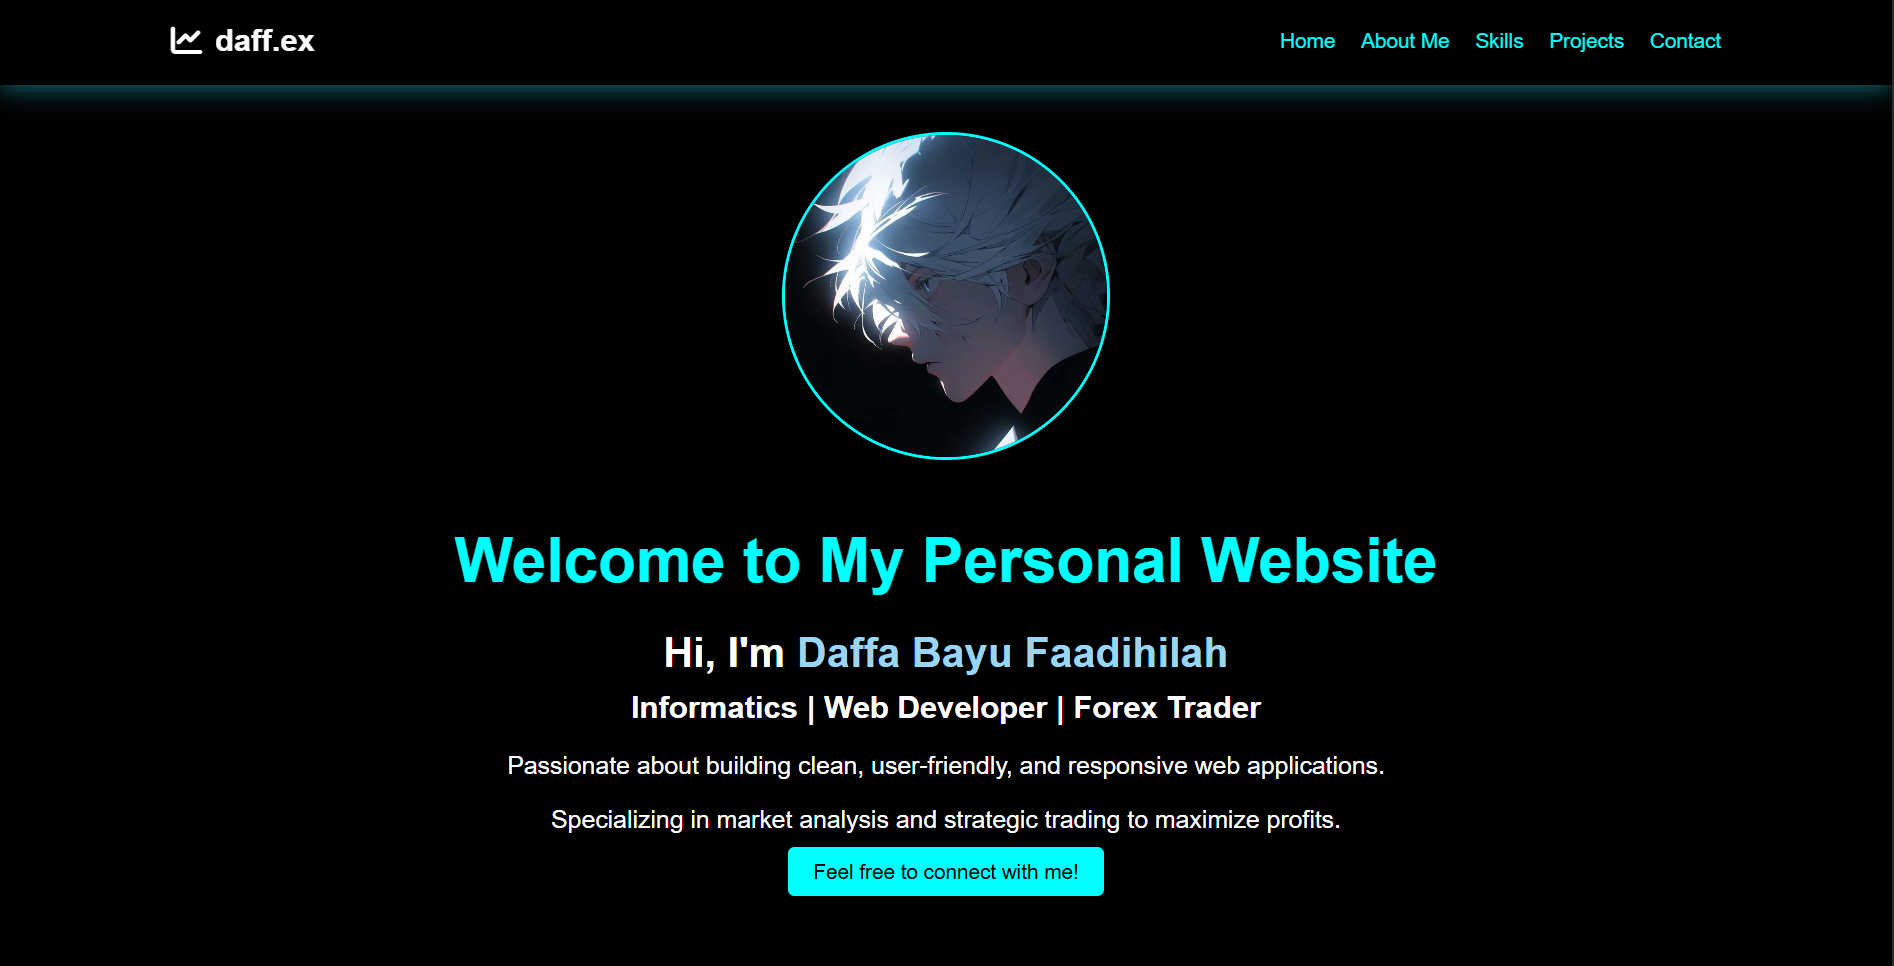 daff.ex
Home About Me Skills Projects Contact
Welcome to My Personal Website
Hi, I'm Daffa Bayu Faadihilah
Informatics | Web Developer | Forex Trader
Passionate about building clean, user-friendly, and responsive web applications.
Specializing in market analysis and strategic trading to maximize profits.
Feel free to connect with me!